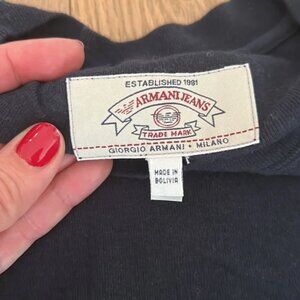 ESTABLISHED 1981
ARMANI JEANS
TRADE MARK
GIORGIO ARMANI • MILANO
MADE IN
BOLIVIA